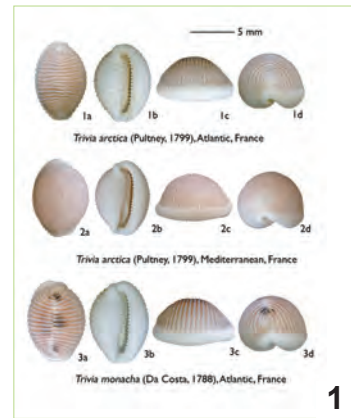 5 mm
1a 1b 1c 1d
Trivia arctica (Pultney, 1799), Atlantic, France
2a 2b 2c 2d
Trivia arctica (Pultney, 1799), Mediterranean, France
3a 3b 3c 3d
Trivia monacha (Da Costa, 1788), Atlantic, France
1